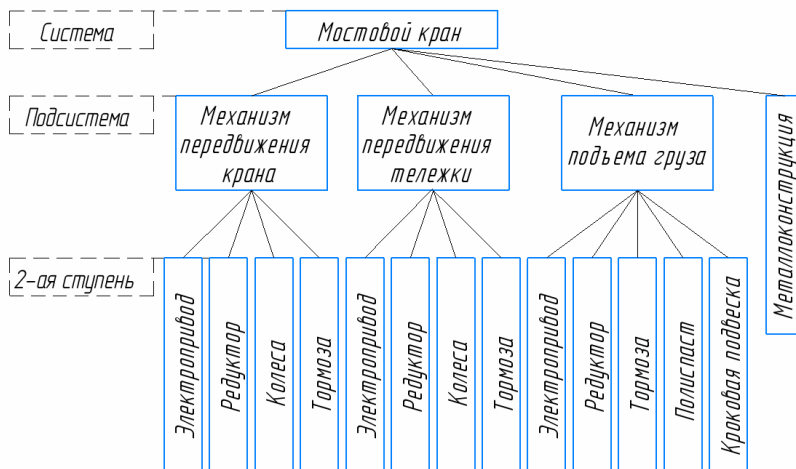 Система
Мостовой кран
Подсистема
Механизм
передвижения
крана
Механизм
передвижения
тележки
Механизм
подъема груза
Металлоконструкция
2-ая ступень
Электропривод
Редуктор
Колеса
Тормоза
Электропривод
Редуктор
Колеса
Тормоза
Электропривод
Редуктор
Тормоза
Полиспаст
Кроковая подвеска